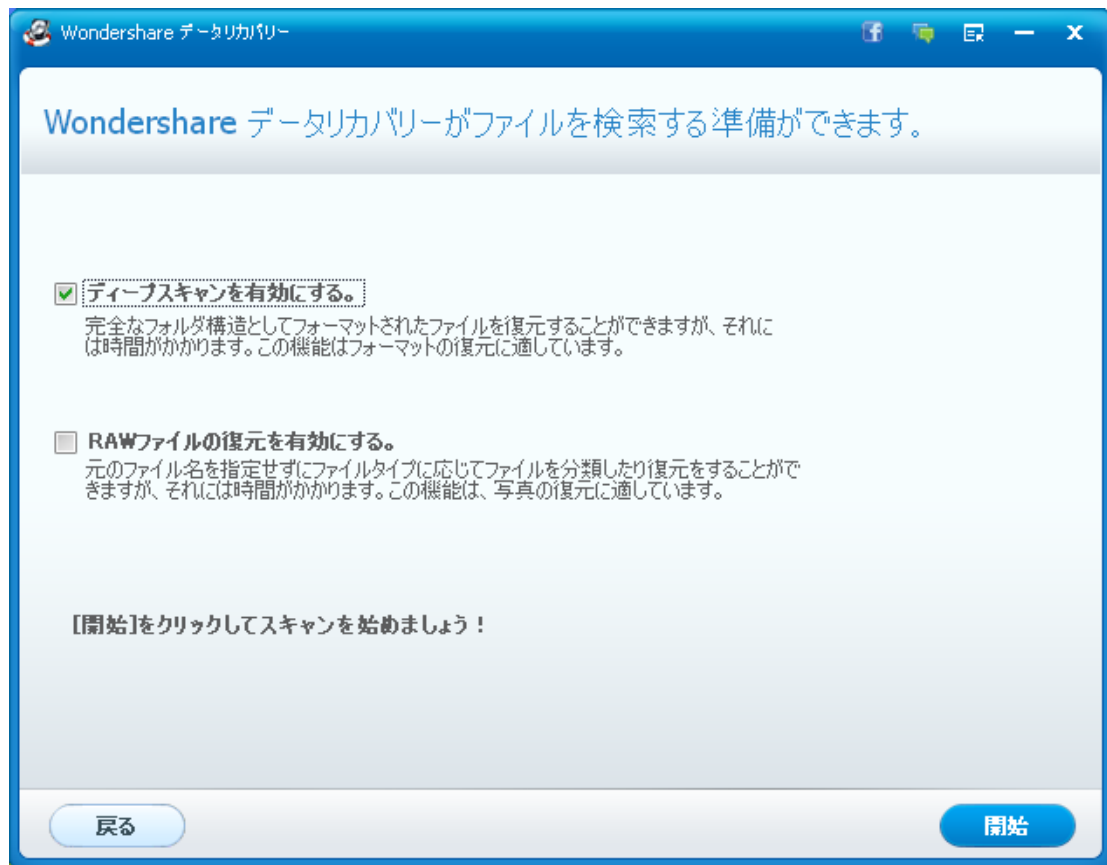 Wondershare データリカバリー
Wondershare データリカバリーがファイルを検索する準備ができます。
ディープスキャンを有効にする。
完全なフォルダ構造としてフォーマットされたファイルを復元することができますが、それに
は時間がかかります。この機能はフォーマットの復元に適しています。
RAWファイルの復元を有効にする。
元のファイル名を指定せずにファイルタイプに応じてファイルを分類したり復元をすることがで
きますが、それには時間がかかります。この機能は、写真の復元に適しています。
[開始]をクリックしてスキャンを始めましょう！
戻る
開始